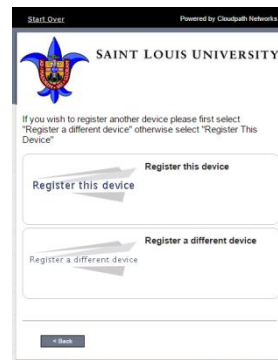 Start Over Powered by Cloudpath Networks
SAINT LOUIS UNIVERSITY
If you wish to register another device please first select
"Register a different device" otherwise select "Register This
Device"
Register this device
Register this device
Register a different device
Register a different device
< Back